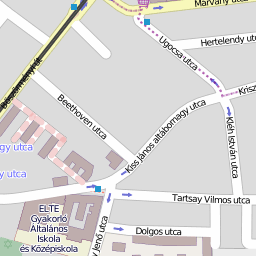 Márvány utca
Ugocsa utca
Hertelendy utca
Böszörményi út
Beethoven utca
Kiss János altábornagy utca
Krisz
Kléh István utca
gy utca
utca
Tartsay Vilmos utca
ELTE
Gyakorló
Általános
Iskola
és Középiskola
y Jenő utca
Dolgos utca